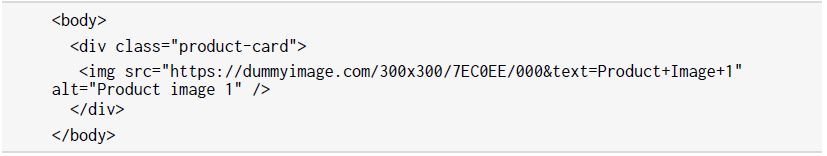 <body>
<div class="product-card">
<img src="https://dummyimage.com/300x300/7EC0EE/000&text=Product+Image+1"
alt="Product image 1" />
</div>
</body>